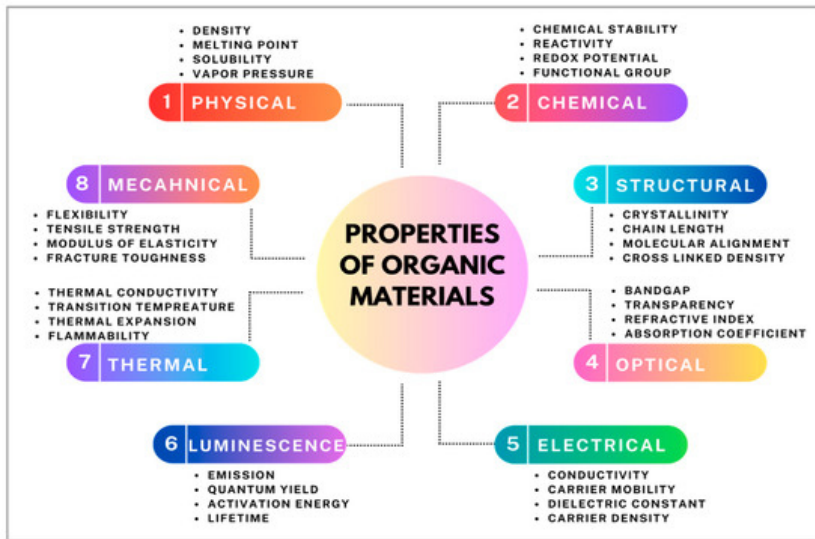 • DENSITY
• MELTING POINT
• SOLUBILITY
• VAPOR PRESSURE
1 PHYSICAL
• CHEMICAL STABILITY
• REACTIVITY
• REDOX POTENTIAL
• FUNCTIONAL GROUP
2 CHEMICAL
3 STRUCTURAL
• CRYSTALLINITY
• CHAIN LENGTH
• MOLECULAR ALIGNMENT
• CROSS LINKED DENSITY
• BANDGAP
• TRANSPARENCY
• REFRACTIVE INDEX
• ABSORPTION COEFFICIENT
4 OPTICAL
5 ELECTRICAL
• CONDUCTIVITY
• CARRIER MOBILITY
• DIELECTRIC CONSTANT
• CARRIER DENSITY
6 LUMINESCENCE
• EMISSION
• QUANTUM YIELD
• ACTIVATION ENERGY
• LIFETIME
• THERMAL CONDUCTIVITY
• TRANSITION TEMPREATURE
• THERMAL EXPANSION
• FLAMMABILITY
7 THERMAL
8 MECAHNICAL
• FLEXIBILITY
• TENSILE STRENGTH
• MODULUS OF ELASTICITY
• FRACTURE TOUGHNESS
PROPERTIES
OF ORGANIC
MATERIALS